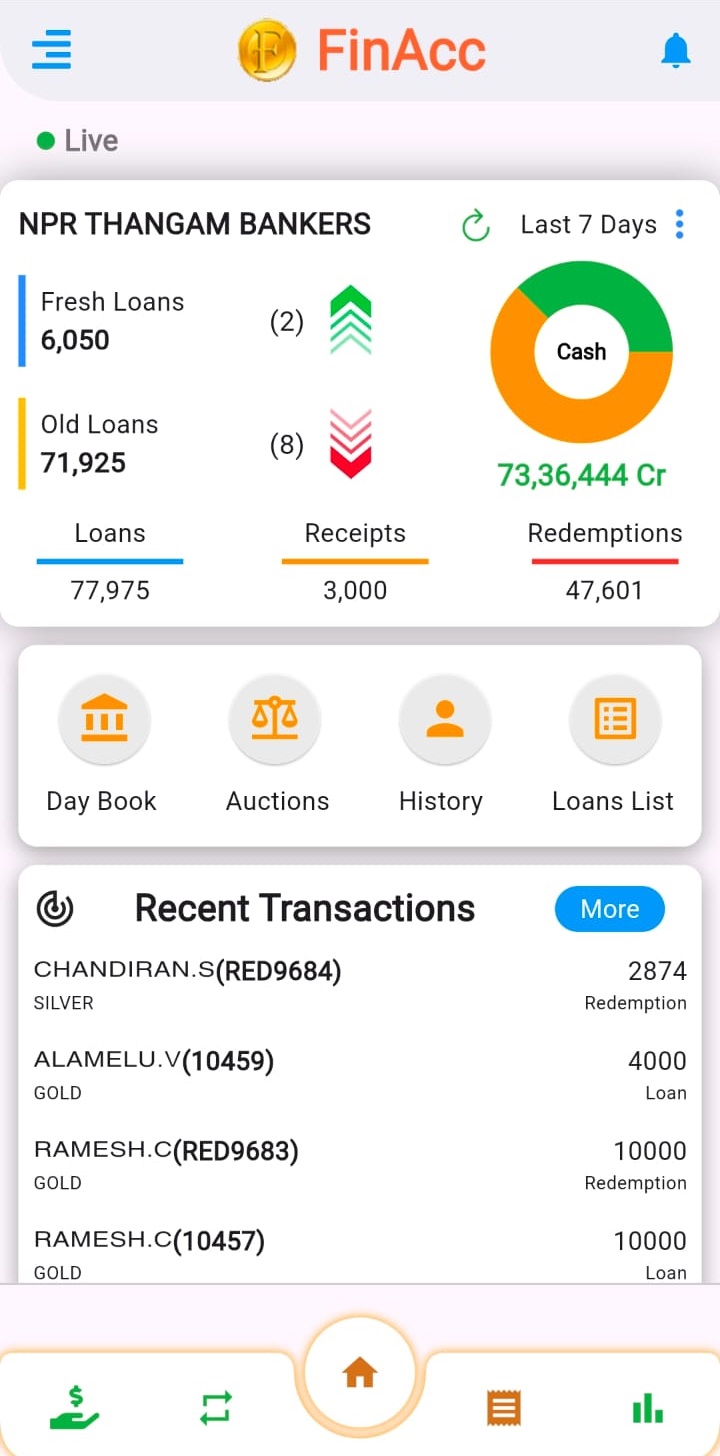 FinAcc
Live
NPR THANGAM BANKERS
Last 7 Days
Fresh Loans
6,050
(2)
Old Loans
71,925
(8)
Cash
73,36,444 Cr
Loans
Receipts
Redemptions
77,975
3,000
47,601
Day Book
Auctions
History
Loans List
Recent Transactions
More
CHANDIRAN.S(RED9684)
2874
SILVER
Redemption
ALAMELU.V(10459)
4000
GOLD
Loan
RAMESH.C(RED9683)
10000
GOLD
Redemption
RAMESH.C(10457)
10000
GOLD
Loan